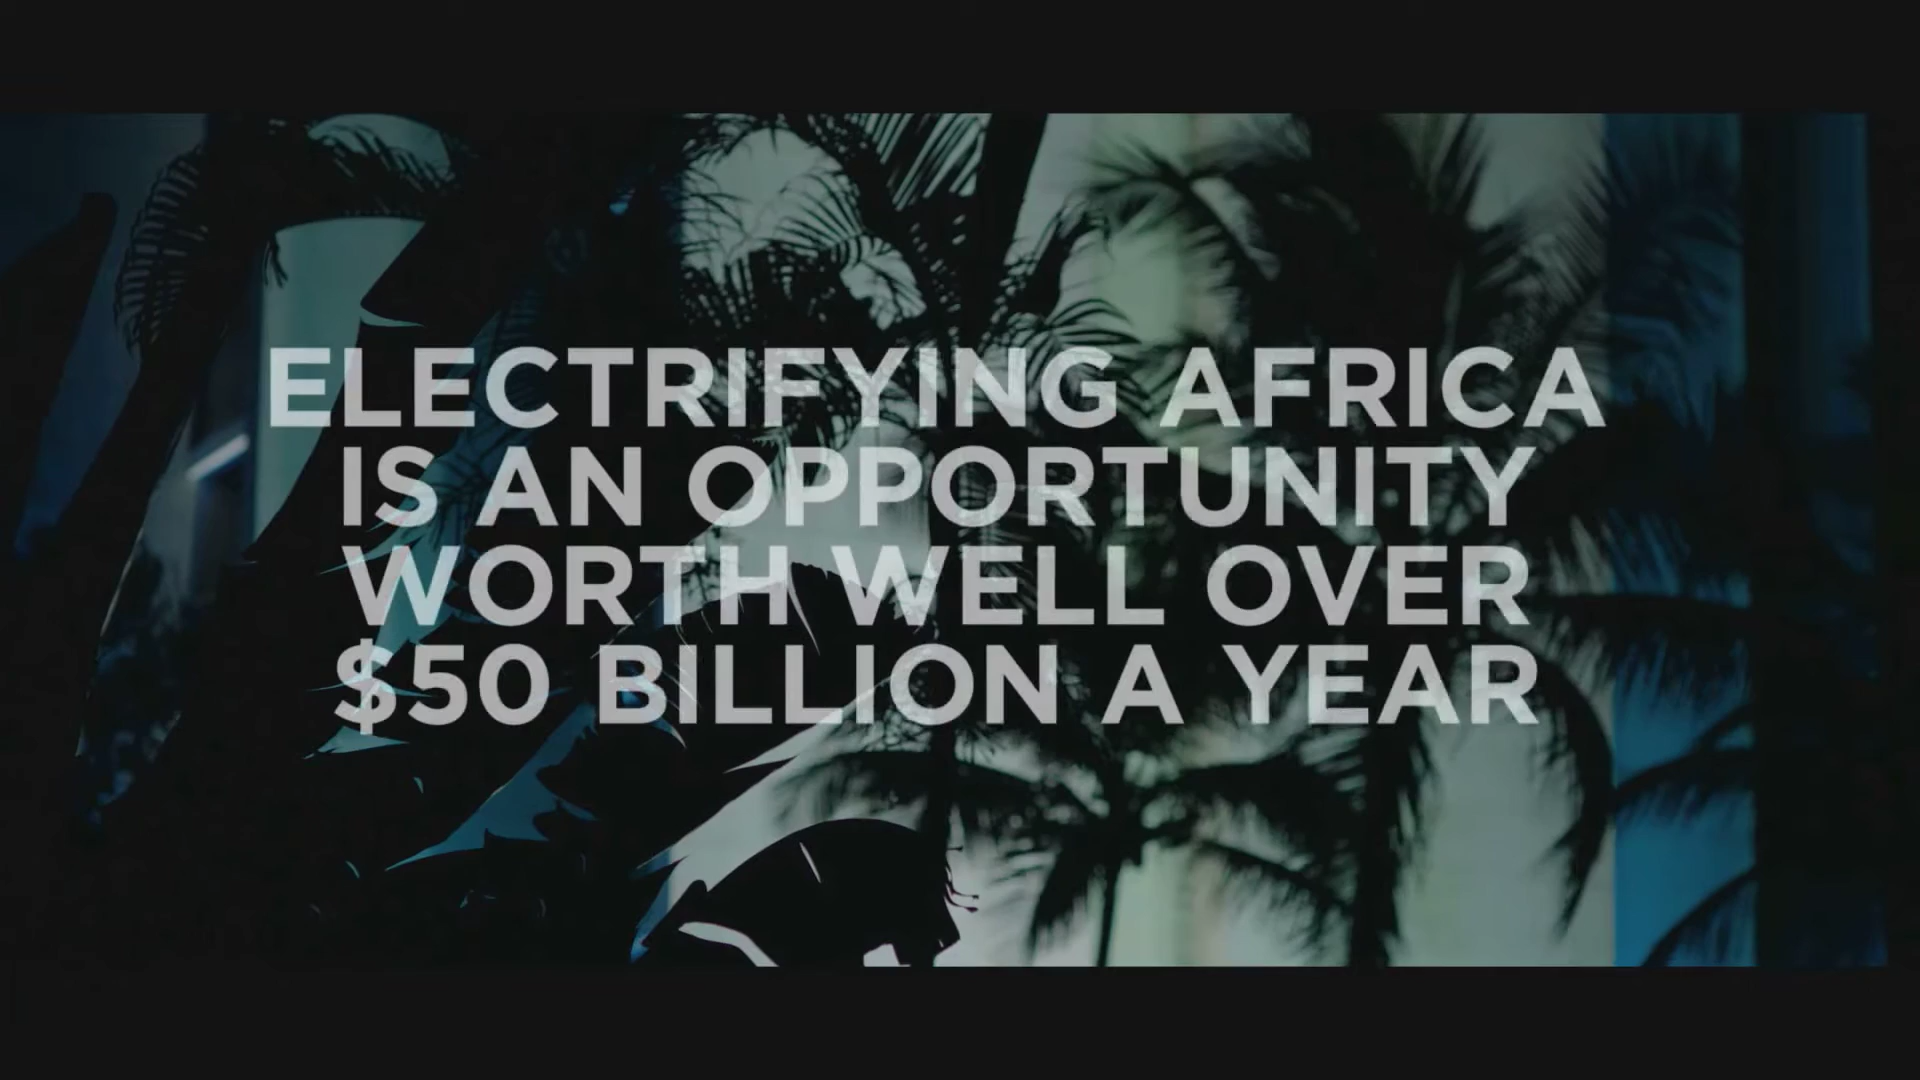 ELECTRIFYING AFRICA
IS AN OPPORTUNITY
WORTH WELL OVER
$50 BILLION A YEAR